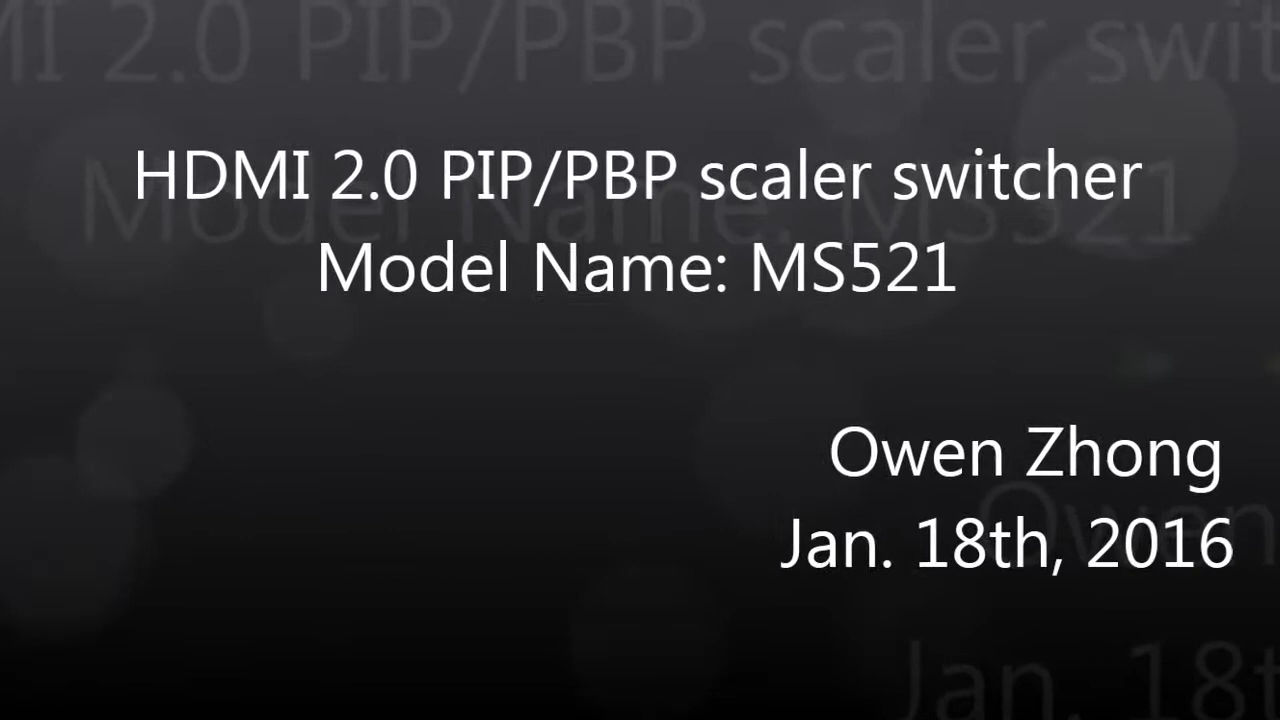 HDMI 2.0 PIP/PBP scaler switcher
Model Name: MS521
Owen Zhong
Jan. 18th, 2016